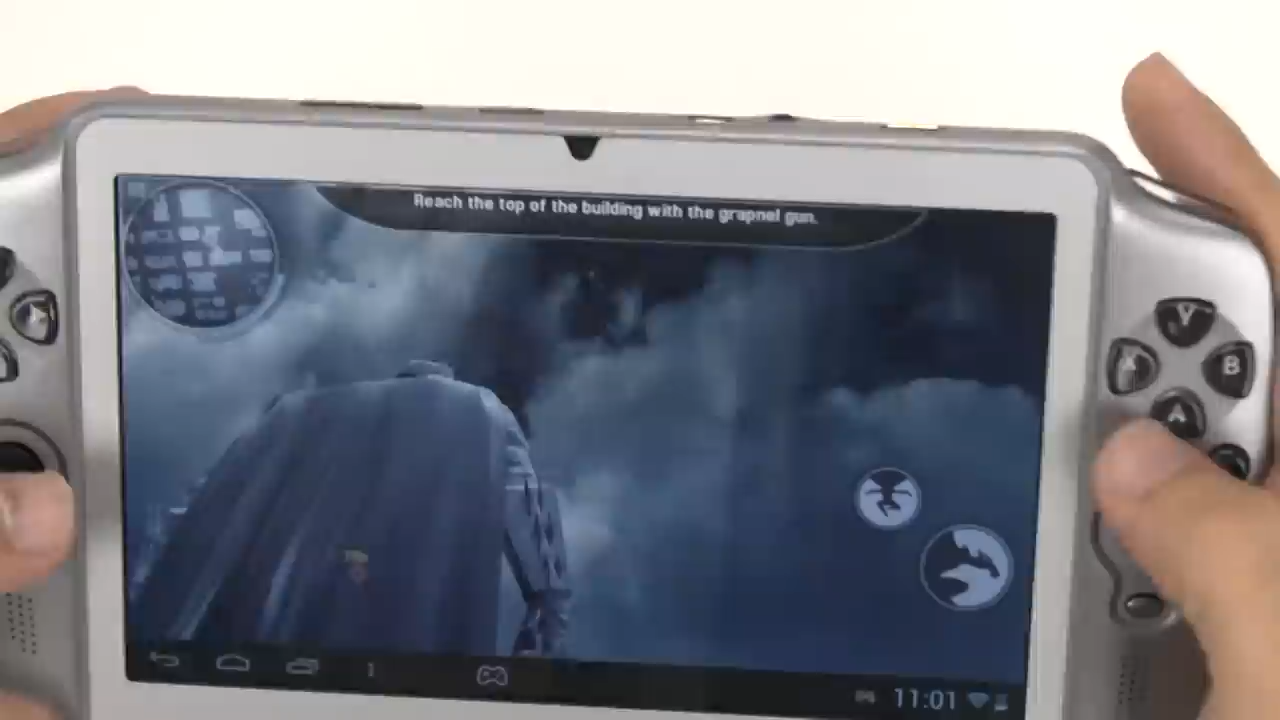 Reach the top of the building with the grapnel gun.
Y
B
A
11:01